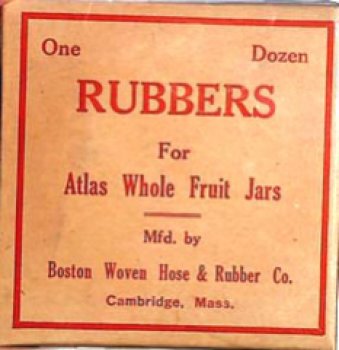 One Dozen
RUBBERS
For
Atlas Whole Fruit Jars
Mfd. by
Boston Woven Hose & Rubber Co.
Cambridge, Mass.